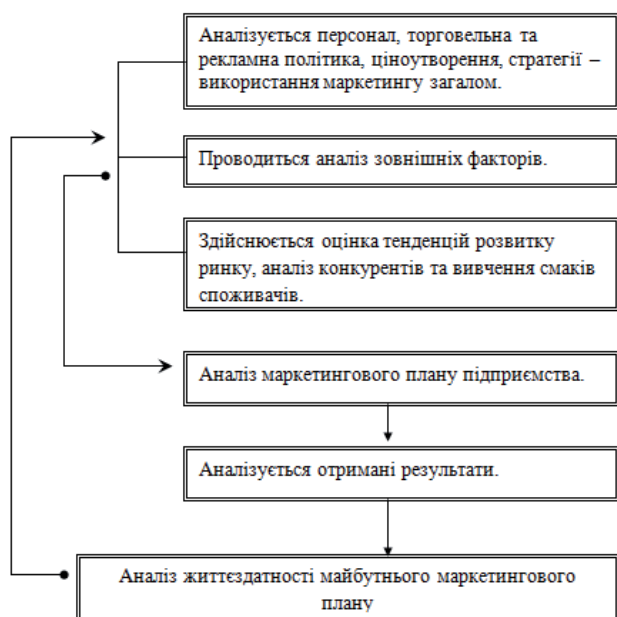 Аналізується персонал, торговельна та
рекламна політика, ціноутворення, стратегії –
використання маркетингу загалом.
Проводиться аналіз зовнішніх факторів.
Здійснюється оцінка тенденцій розвитку
ринку, аналіз конкурентів та вивчення смаків
споживачів.
Аналіз маркетингового плану підприємства.
Аналізується отримані результати.
Аналіз життєздатності майбутнього маркетингового
плану